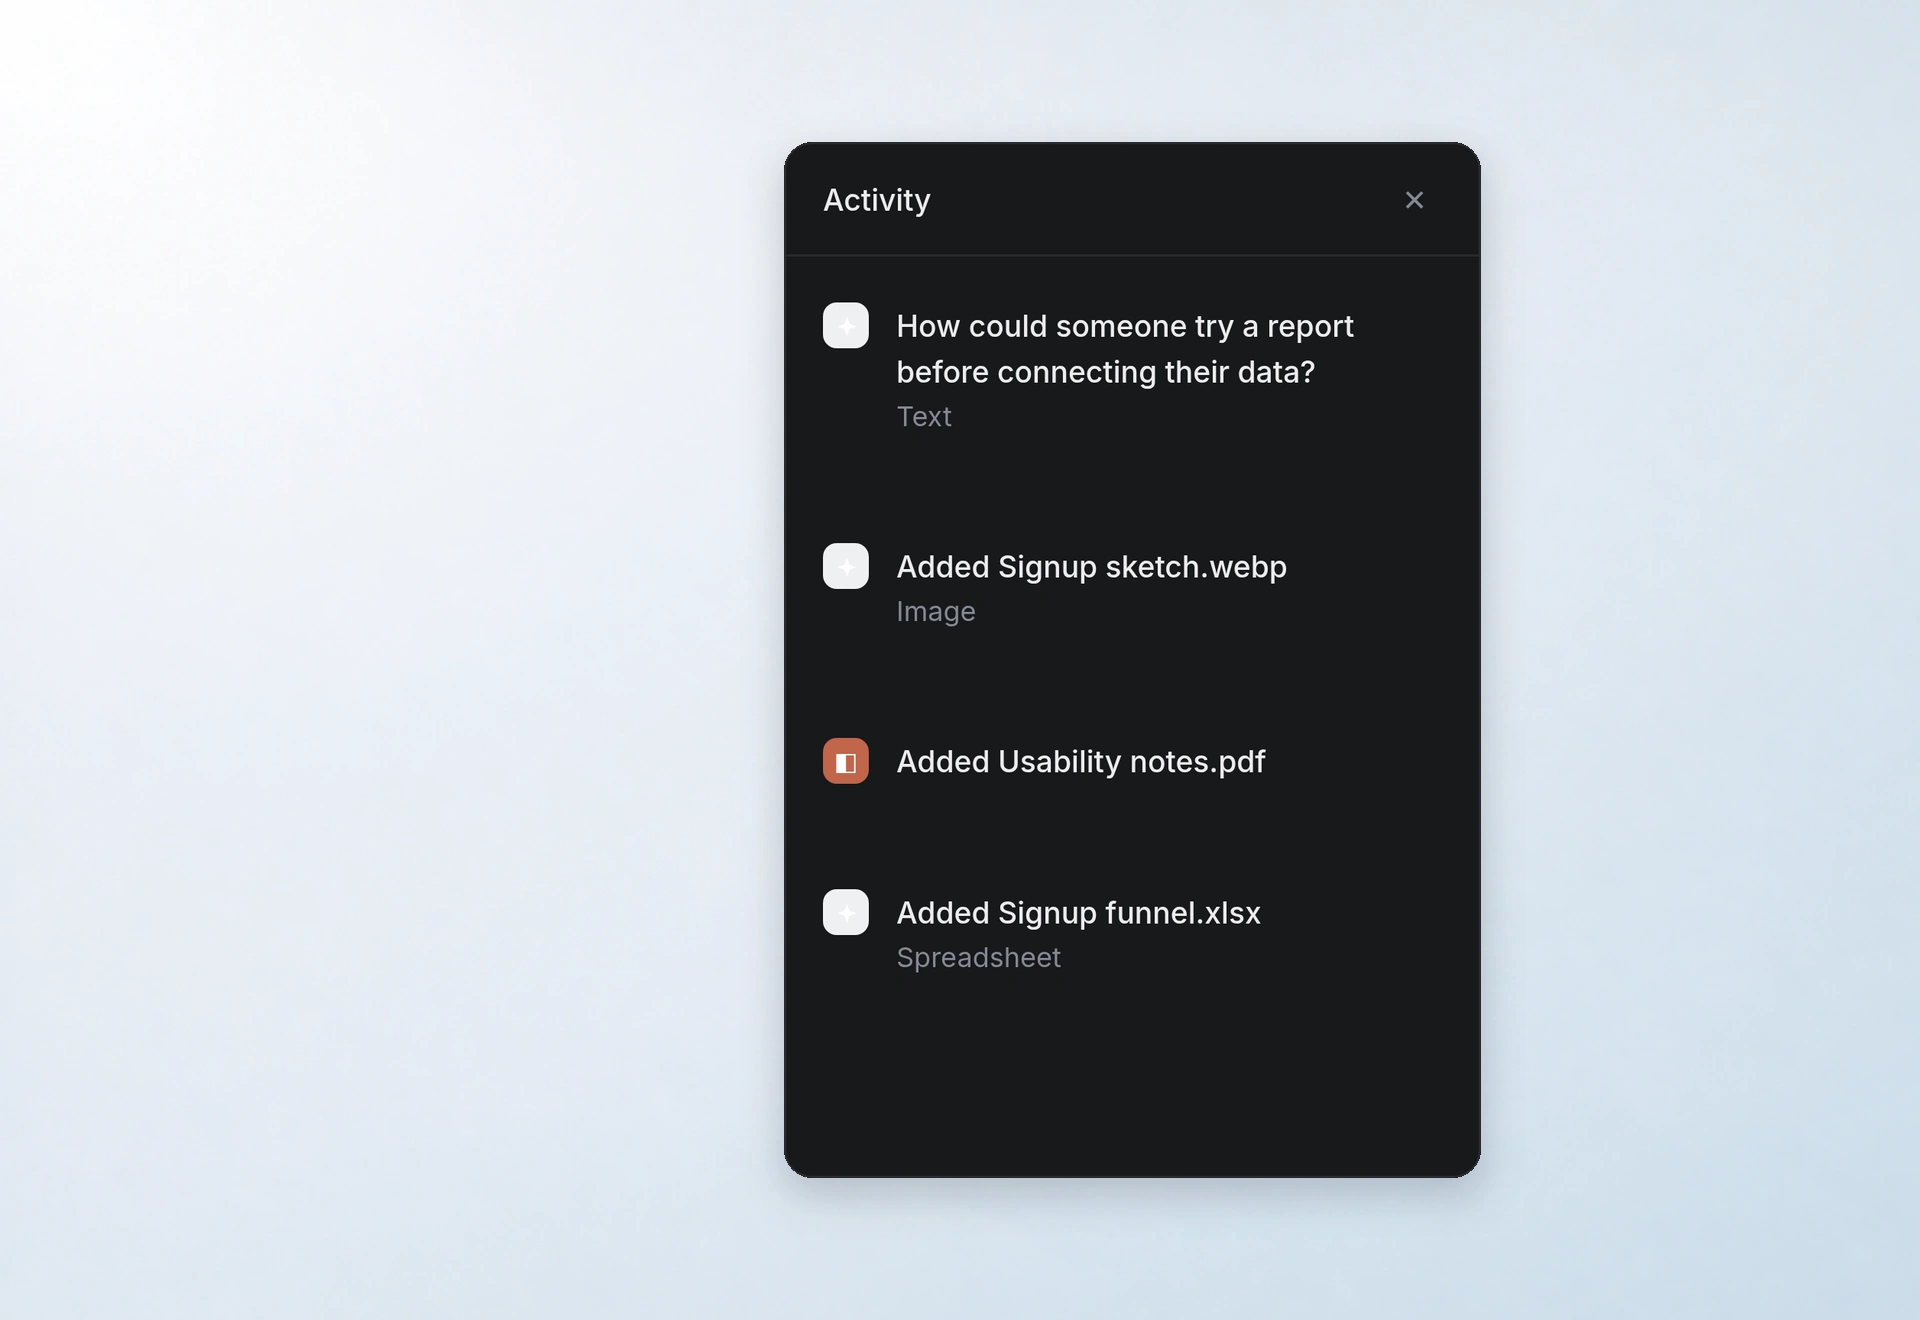 Activity
How could someone try a report
before connecting their data?
Text
Added Signup sketch.webp
Image
Added Usability notes.pdf
Added Signup funnel.xlsx
Spreadsheet